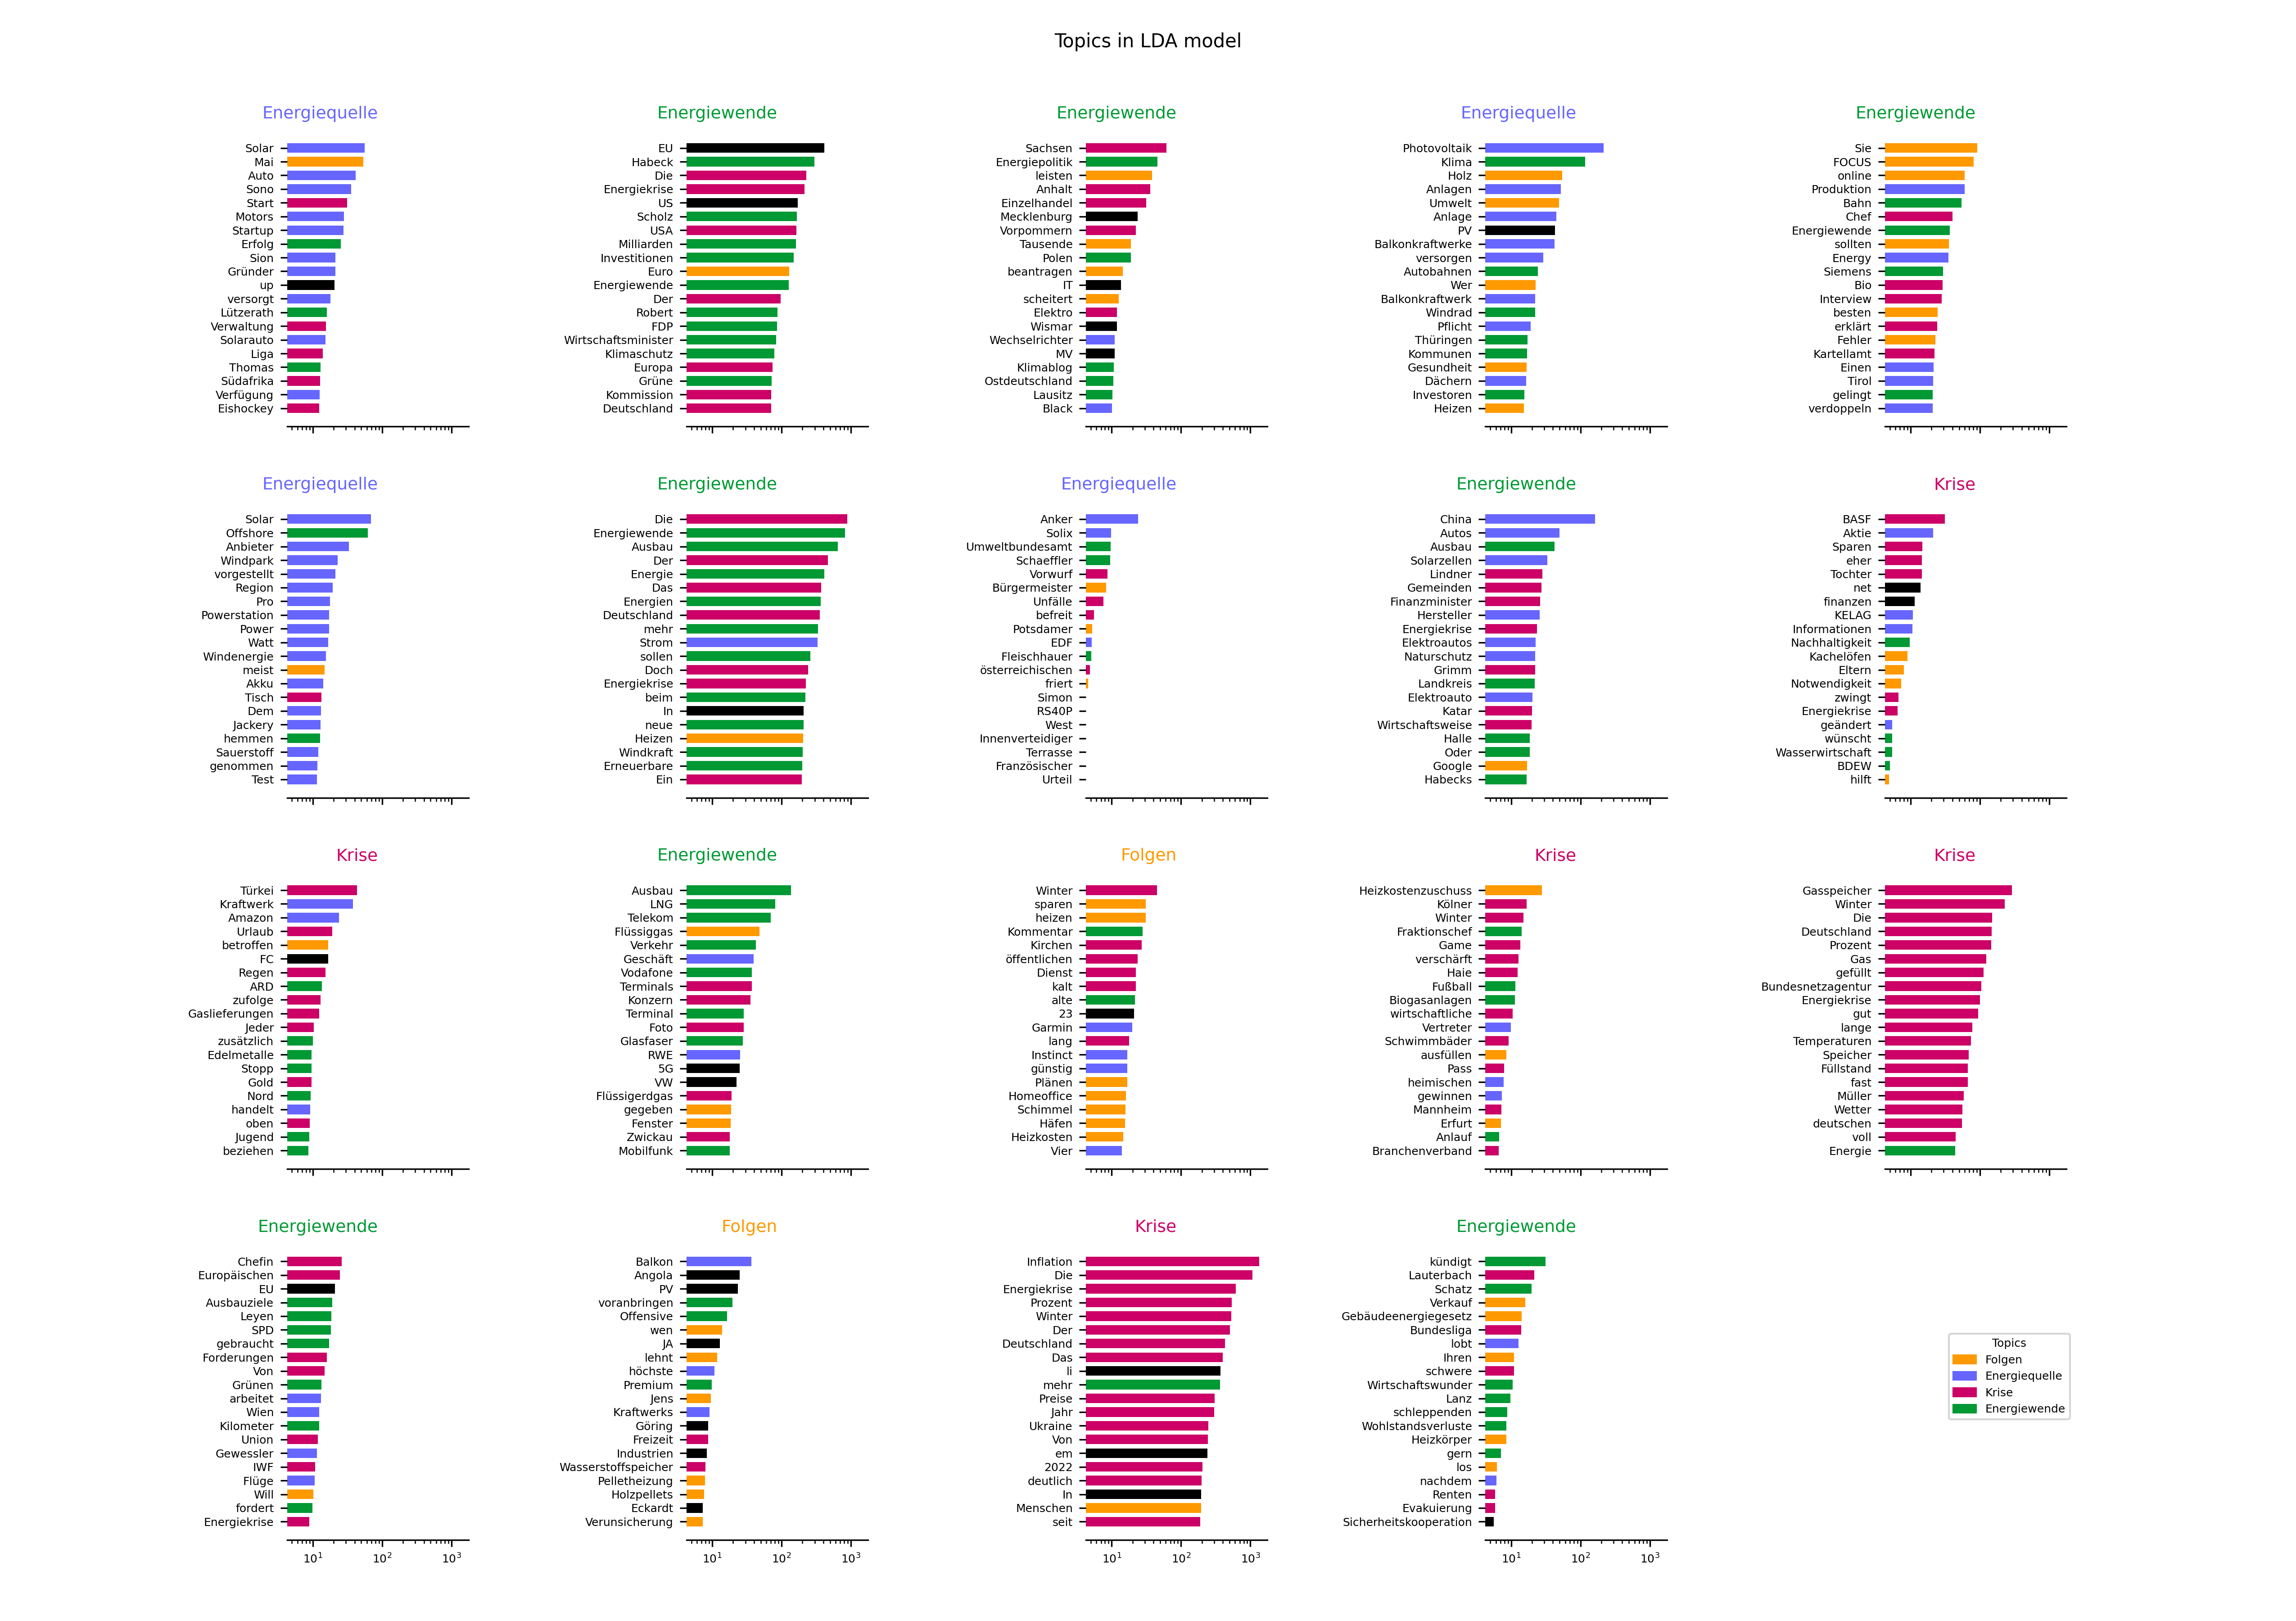 Topics in LDA model
Energiequelle
Solar
Mai
Auto
Sono
Start
Motors
Startup
Erfolg
Sion
Gründer
up
versorgt
Lützerath
Verwaltung
Solarauto
Liga
Thomas
Südafrika
Verfügung
Eishockey
Energiewende
EU
Habeck
Die
Energiekrise
US
Scholz
USA
Milliarden
Investitionen
Euro
Energiewende
Der
Robert
FDP
Wirtschaftsminister
Klimaschutz
Europa
Grüne
Kommission
Deutschland
Energiewende
Sachsen
Energiepolitik
leisten
Anhalt
Einzelhandel
Mecklenburg
Vorpommern
Tausende
Polen
beantragen
IT
scheitert
Elektro
Wismar
Wechselrichter
MV
Klimablog
Ostdeutschland
Lausitz
Black
Energiequelle
Photovoltaik
Klima
Holz
Anlagen
Umwelt
Anlage
PV
Balkonkraftwerke
versorgen
Autobahnen
Wer
Balkonkraftwerk
Windrad
Pflicht
Thüringen
Kommunen
Gesundheit
Dächern
Investoren
Heizen
Energiewende
Sie
FOCUS
online
Produktion
Bahn
Chef
Energiewende
sollten
Energy
Siemens
Bio
Interview
besten
erklärt
Fehler
Kartellamt
Einen
Tirol
gelingt
verdoppeln
Energiequelle
Solar
Offshore
Anbieter
Windpark
vorgestellt
Region
Pro
Powerstation
Power
Watt
Windenergie
meist
Akku
Tisch
Dem
Jackery
hemmen
Sauerstoff
genommen
Test
Energiewende
Die
Energiewende
Ausbau
Der
Energie
Das
Energien
Deutschland
mehr
Strom
sollen
Doch
Energiekrise
beim
In
neue
Heizen
Windkraft
Erneuerbare
Ein
Energiequelle
Anker
Solix
Umweltbundesamt
Schaeffler
Vorwurf
Bürgermeister
Unfälle
befreit
Potsdamer
EDF
Fleischhauer
österreichischen
friert
Simon
RS40P
West
Innenverteidiger
Terrasse
Französischer
Urteil
Energiewende
China
Autos
Ausbau
Solarzellen
Lindner
Gemeinden
Finanzminister
Hersteller
Energiekrise
Elektroautos
Naturschutz
Grimm
Landkreis
Elektroauto
Katar
Wirtschaftsweise
Halle
Oder
Google
Habecks
Krise
BASF
Aktie
Sparen
eher
Tochter
net
finanzen
KELAG
Informationen
Nachhaltigkeit
Kachelöfen
Eltern
Notwendigkeit
zwingt
Energiekrise
geändert
wünscht
Wasserwirtschaft
BDEW
hilft
Krise
Türkei
Kraftwerk
Amazon
Urlaub
betroffen
FC
Regen
ARD
zufolge
Gaslieferungen
Jeder
zusätzlich
Edelmetalle
Stopp
Gold
Nord
handelt
oben
Jugend
beziehen
Energiewende
Ausbau
LNG
Telekom
Flüssiggas
Verkehr
Geschäft
Vodafone
Terminals
Konzern
Terminal
Foto
Glasfaser
RWE
5G
VW
Flüssigerdgas
gegeben
Fenster
Zwickau
Mobilfunk
Folgen
Winter
sparen
heizen
Kommentar
Kirchen
öffentlichen
Dienst
kalt
alte
23
Garmin
lang
Instinct
günstig
Plänen
Homeoffice
Schimmel
Häfen
Heizkosten
Vier
Krise
Heizkostenzuschuss
Kölner
Winter
Fraktionschef
Game
verschärft
Haie
Fußball
Biogasanlagen
wirtschaftliche
Vertreter
Schwimmbäder
ausfüllen
Pass
heimischen
gewinnen
Mannheim
Erfurt
Anlauf
Branchenverband
Krise
Gasspeicher
Winter
Die
Deutschland
Prozent
Gas
gefüllt
Bundesnetzagentur
Energiekrise
gut
lange
Temperaturen
Speicher
Füllstand
fast
Müller
Wetter
deutschen
voll
Energie
Energiewende
Chefin
Europäischen
EU
Ausbauziele
Leyen
SPD
gebraucht
Forderungen
Von
Grünen
arbeitet
Wien
Kilometer
Union
Gewessler
IWF
Flüge
Will
fordert
Energiekrise
10¹ 10² 10³
Folgen
Balkon
Angola
PV
voranbringen
Offensive
wen
JA
lehnt
höchste
Premium
Jens
Kraftwerks
Göring
Freizeit
Industrien
Wasserstoffspeicher
Pelletheizung
Holzpellets
Eckardt
Verunsicherung
10¹ 10² 10³
Krise
Inflation
Die
Energiekrise
Prozent
Winter
Der
Deutschland
Das
li
mehr
Preise
Jahr
Ukraine
Von
em
2022
deutlich
In
Menschen
seit
10¹ 10² 10³
Energiewende
kündigt
Lauterbach
Schatz
Verkauf
Gebäudeenergiegesetz
Bundesliga
lobt
Ihren
schwere
Wirtschaftswunder
Lanz
schleppenden
Wohlstandsverluste
Heizkörper
gern
los
nachdem
Renten
Evakuierung
Sicherheitskooperation
10¹ 10² 10³
Topics
Folgen
Energiequelle
Krise
Energiewende